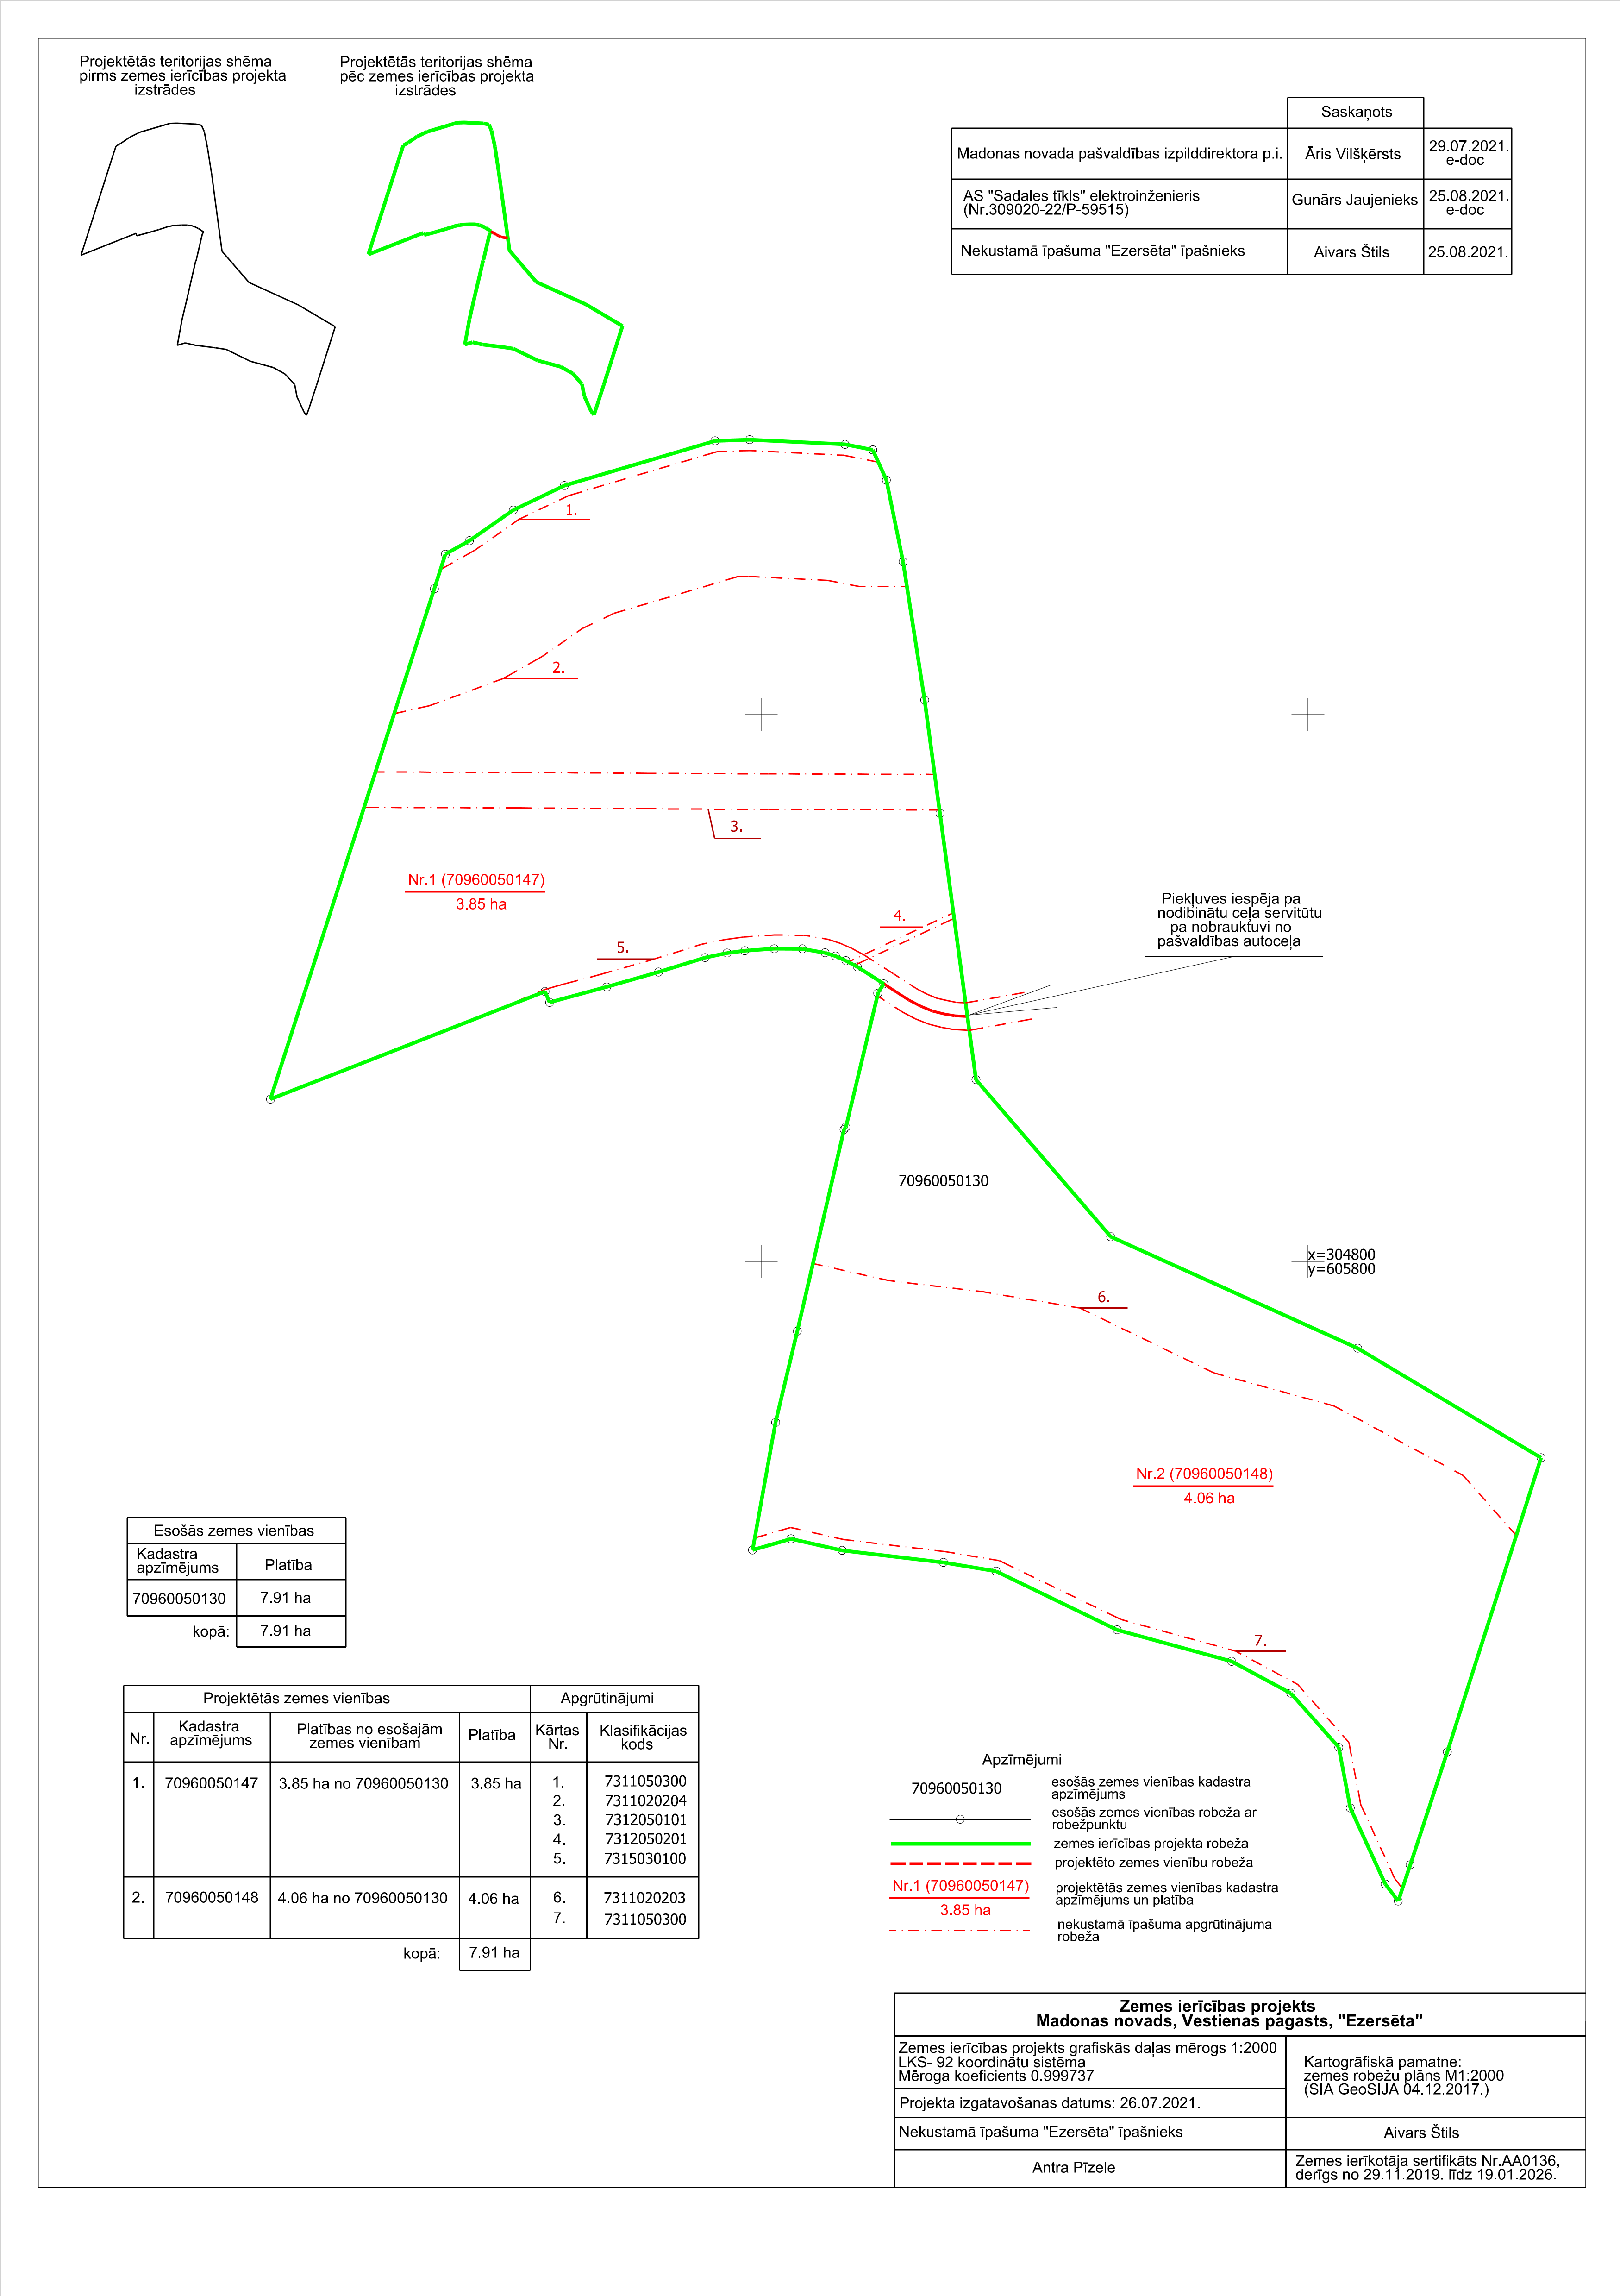 Projektētās teritorijas shēma
pirms zemes ierīcības projekta
izstrādes
Projektētās teritorijas shēma
pēc zemes ierīcības projekta
izstrādes
Saskaņots
Madonas novada pašvaldības izpilddirektora p.i. Āris Vilšķērsts 29.07.2021. e-doc
AS "Sadales tīkls" elektroinženieris
(Nr.309020-22/P-59515) Gunārs Jaujenieks 25.08.2021. e-doc
Nekustamā īpašuma "Ezersēta" īpašnieks Aivars Štils 25.08.2021.
1.
2.
3.
Nr.1 (70960050147)
3.85 ha
4.
5.
Piekļuves iespēja pa
nodibinātu ceļa servitūtu
pa nobrauktuvi no
pašvaldības autoceļa
70960050130
x=304800
y=605800
6.
Nr.2 (70960050148)
4.06 ha
7.
Esošās zemes vienības
Kadastra
apzīmējums Platība
70960050130 7.91 ha
kopā: 7.91 ha
Projektētās zemes vienības Apgrūtinājumi
Nr. Kadastra apzīmējums Platības no esošajām zemes vienībām Platība Kārtas Nr. Klasifikācijas kods
1. 70960050147 3.85 ha no 70960050130 3.85 ha 1. 7311050300
2. 7311020204
3. 7312050101
4. 7312050201
5. 7315030100
2. 70960050148 4.06 ha no 70960050130 4.06 ha 6. 7311020203
7. 7311050300
kopā: 7.91 ha
Apzīmējumi
70960050130 esošās zemes vienības kadastra
apzīmējums
esošās zemes vienības robeža ar
robežpunktu
zemes ierīcības projekta robeža
projektēto zemes vienību robeža
Nr.1 (70960050147)
3.85 ha
projektētās zemes vienības kadastra
apzīmējums un platība
nekustamā īpašuma apgrūtinājuma
robeža
Zemes ierīcības projekts
Madonas novads, Vestienas pagasts, "Ezersēta"
Zemes ierīcības projekts grafiskās daļas mērogs 1:2000
LKS- 92 koordinātu sistēma
Mēroga koeficients 0.999737
Kartogrāfiskā pamatne:
zemes robežu plāns M1:2000
(SIA GeoSIJA 04.12.2017.)
Projekta izgatavošanas datums: 26.07.2021.
Nekustamā īpašuma "Ezersēta" īpašnieks Aivars Štils
Antra Pīzele
Zemes ierīkotāja sertifikāts Nr.AA0136,
derīgs no 29.11.2019. līdz 19.01.2026.